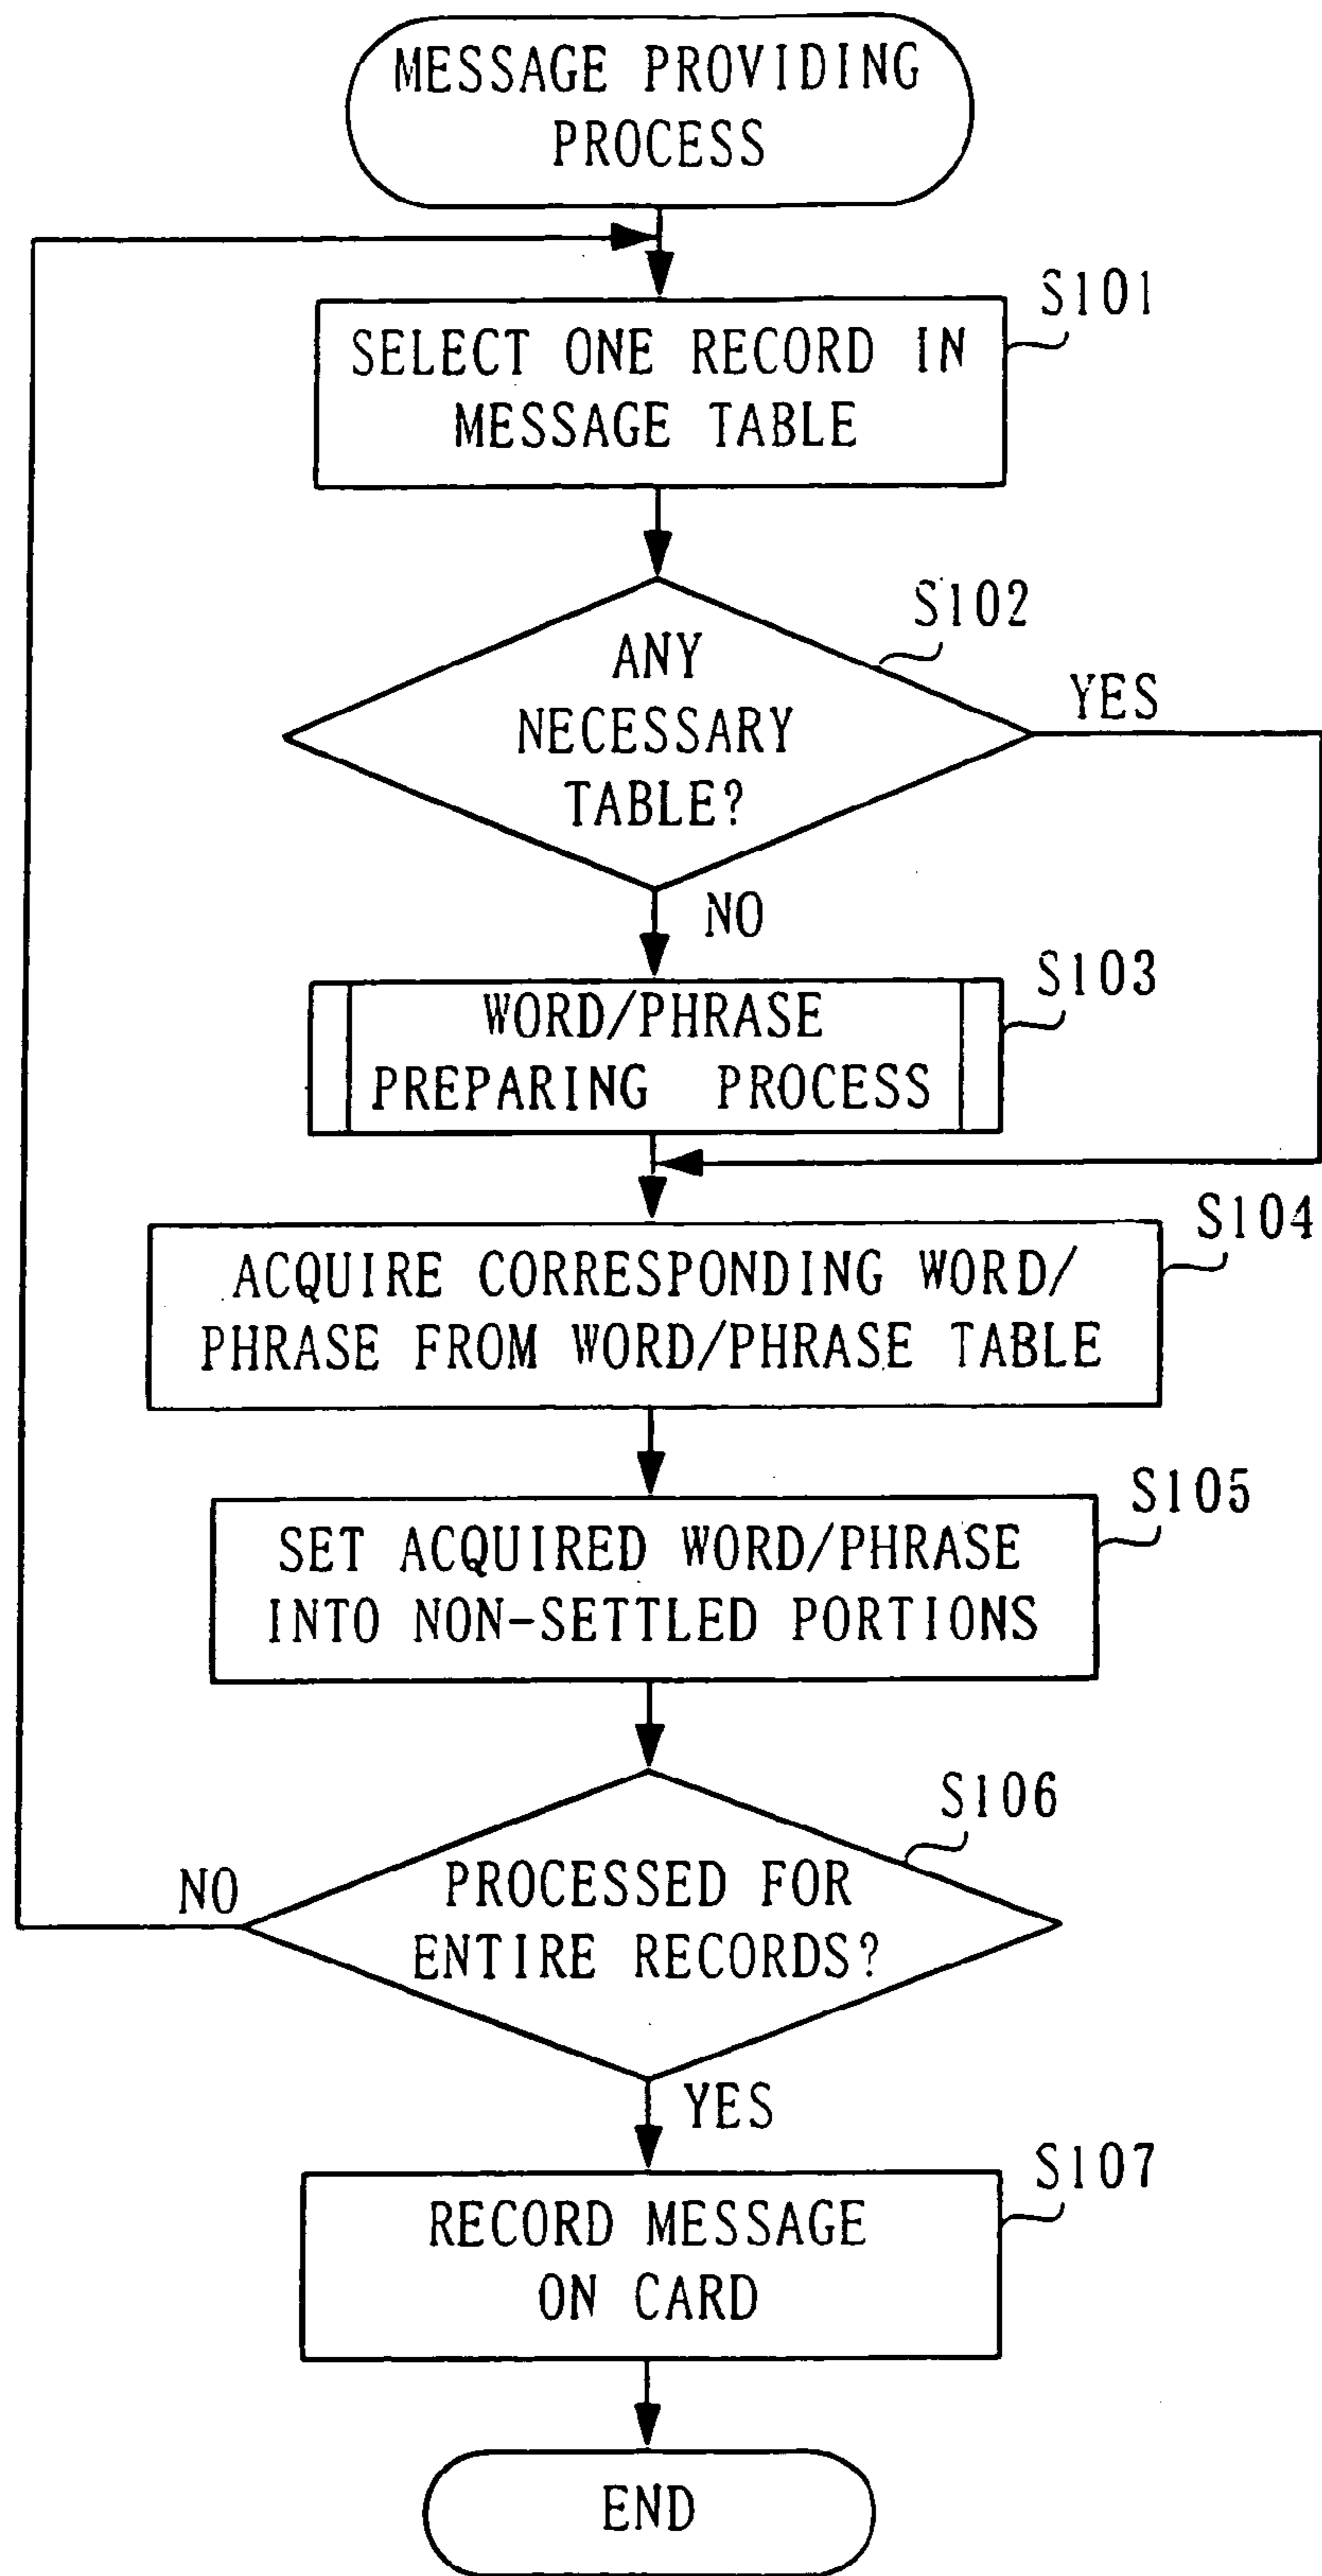 MESSAGE PROVIDING
PROCESS
S101
SELECT ONE RECORD IN
MESSAGE TABLE
S102
ANY
NECESSARY
TABLE?
YES
NO
S103
WORD/PHRASE
PREPARING PROCESS
S104
ACQUIRE CORRESPONDING WORD/
PHRASE FROM WORD/PHRASE TABLE
S105
SET ACQUIRED WORD/PHRASE
INTO NON-SETTLED PORTIONS
S106
PROCESSED FOR
ENTIRE RECORDS?
NO
YES
S107
RECORD MESSAGE
ON CARD
END